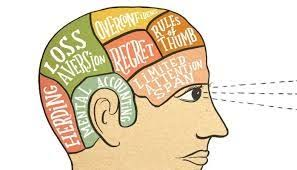 LOSS
AVERSION
OVERCONFIDENCE
RULES
OF
THUMB
REGRET
LIMITED
ATTENTION
SPAN
HERDING
MENTAL ACCOUNTING